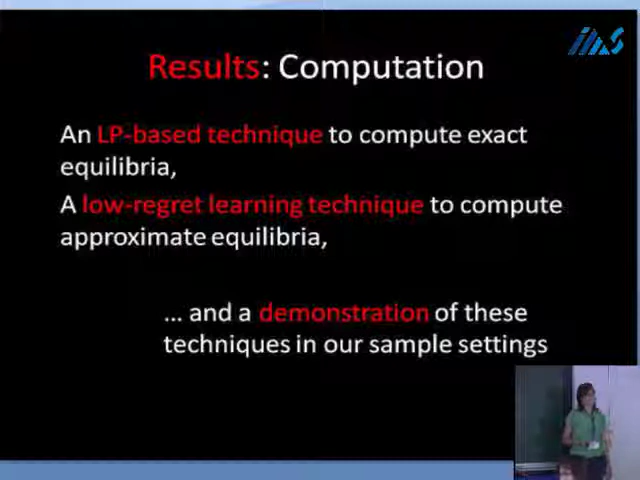 IMS
Results: Computation
An LP-based technique to compute exact
equilibria,
A low-regret learning technique to compute
approximate equilibria,
... and a demonstration of these
techniques in our sample settings